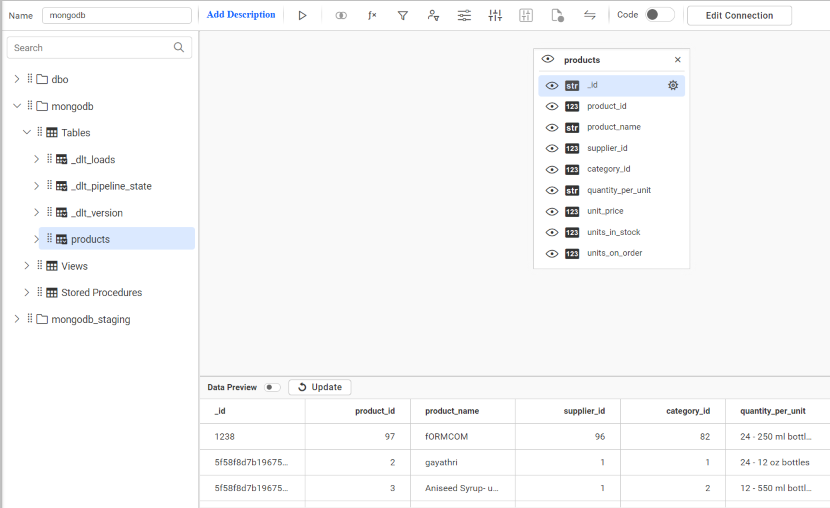 Name mongodb Add Description Code Edit Connection
Search
dbo
mongodb
Tables
_dlt_loads
_dlt_pipeline_state
_dlt_version
products
Views
Stored Procedures
mongodb_staging
products
str _id
123 product_id
str product_name
123 supplier_id
123 category_id
str quantity_per_unit
123 unit_price
123 units_in_stock
123 units_on_order
Data Preview Update
_id product_id product_name supplier_id category_id quantity_per_unit
1238 97 fORMCOM 96 82 24 - 250 ml bottl...
5f58f8d7b19675... 2 gayathri 1 1 24 - 12 oz bottles
5f58f8d7b19675... 3 Aniseed Syrup- u... 1 2 12 - 550 ml bottl...